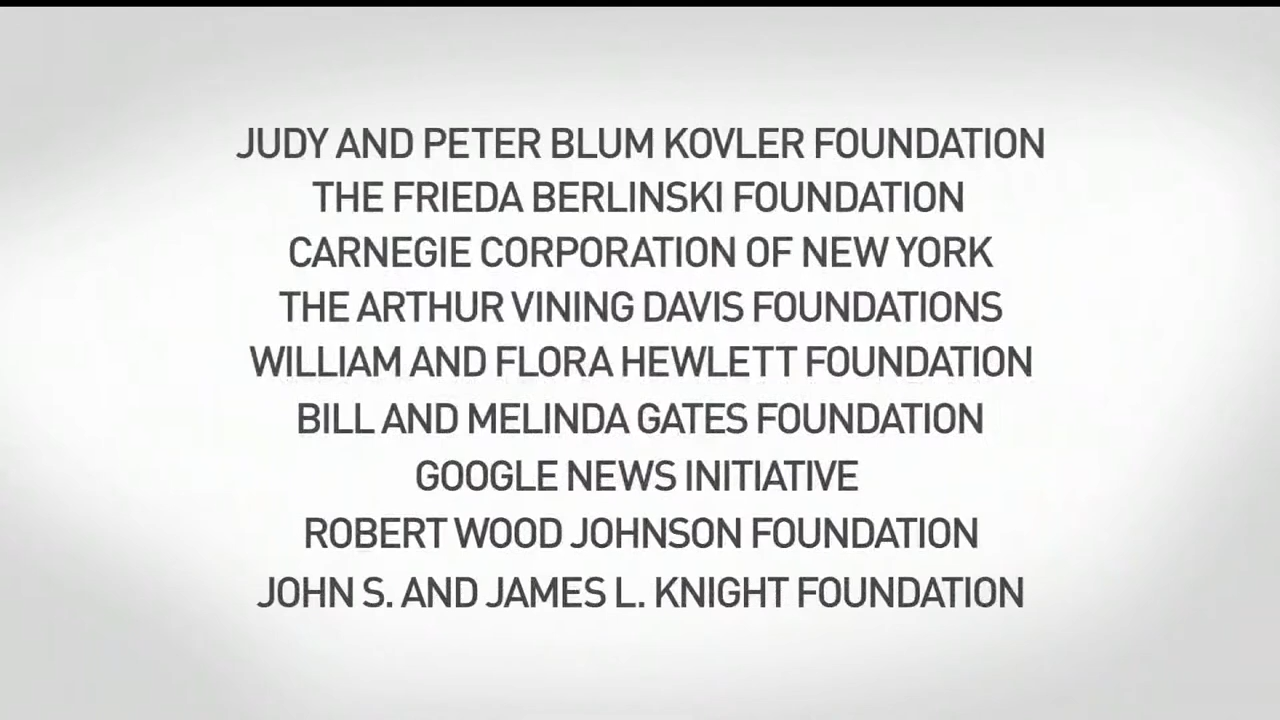 JUDY AND PETER BLUM KOVLER FOUNDATION
THE FRIEDA BERLINSKI FOUNDATION
CARNEGIE CORPORATION OF NEW YORK
THE ARTHUR VINING DAVIS FOUNDATIONS
WILLIAM AND FLORA HEWLETT FOUNDATION
BILL AND MELINDA GATES FOUNDATION
GOOGLE NEWS INITIATIVE
ROBERT WOOD JOHNSON FOUNDATION
JOHN S. AND JAMES L. KNIGHT FOUNDATION